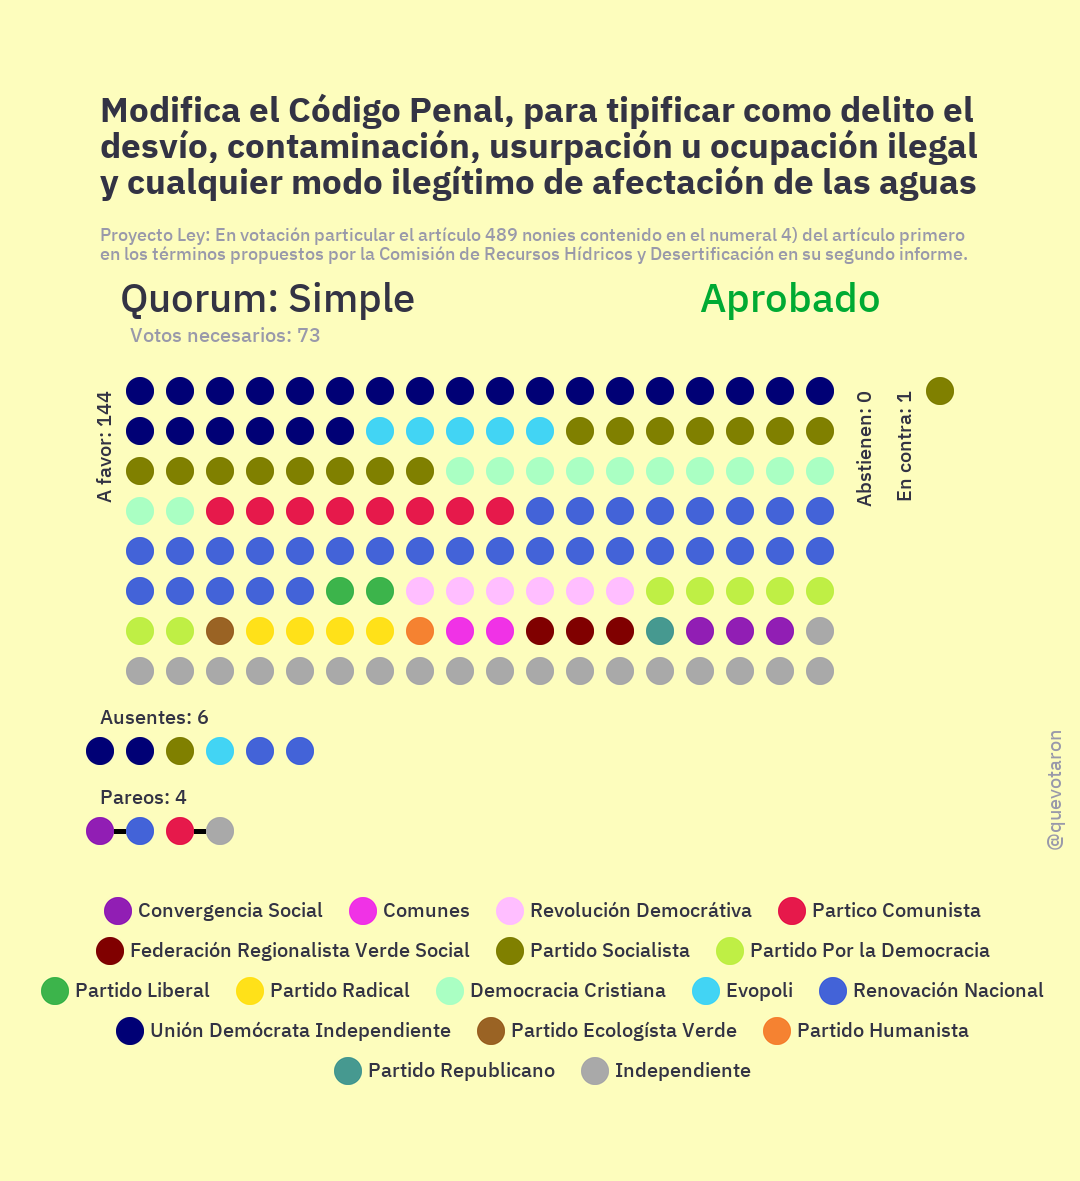 Modifica el Código Penal, para tipificar como delito el
desvío, contaminación, usurpación u ocupación ilegal
y cualquier modo ilegítimo de afectación de las aguas
Proyecto Ley: En votación particular el artículo 489 nonies contenido en el numeral 4) del artículo primero
en los términos propuestos por la Comisión de Recursos Hídricos y Desertificación en su segundo informe.
Quorum: Simple
Aprobado
Votos necesarios: 73
A favor: 144
Abstienen: 0
En contra: 1
Ausentes: 6
Pareos: 4
@quevotaron
Convergencia Social Comunes Revolución Democrátiva Partico Comunista
Federación Regionalista Verde Social Partido Socialista Partido Por la Democracia
Partido Liberal Partido Radical Democracia Cristiana Evopoli Renovación Nacional
Unión Demócrata Independiente Partido Ecologísta Verde Partido Humanista
Partido Republicano Independiente